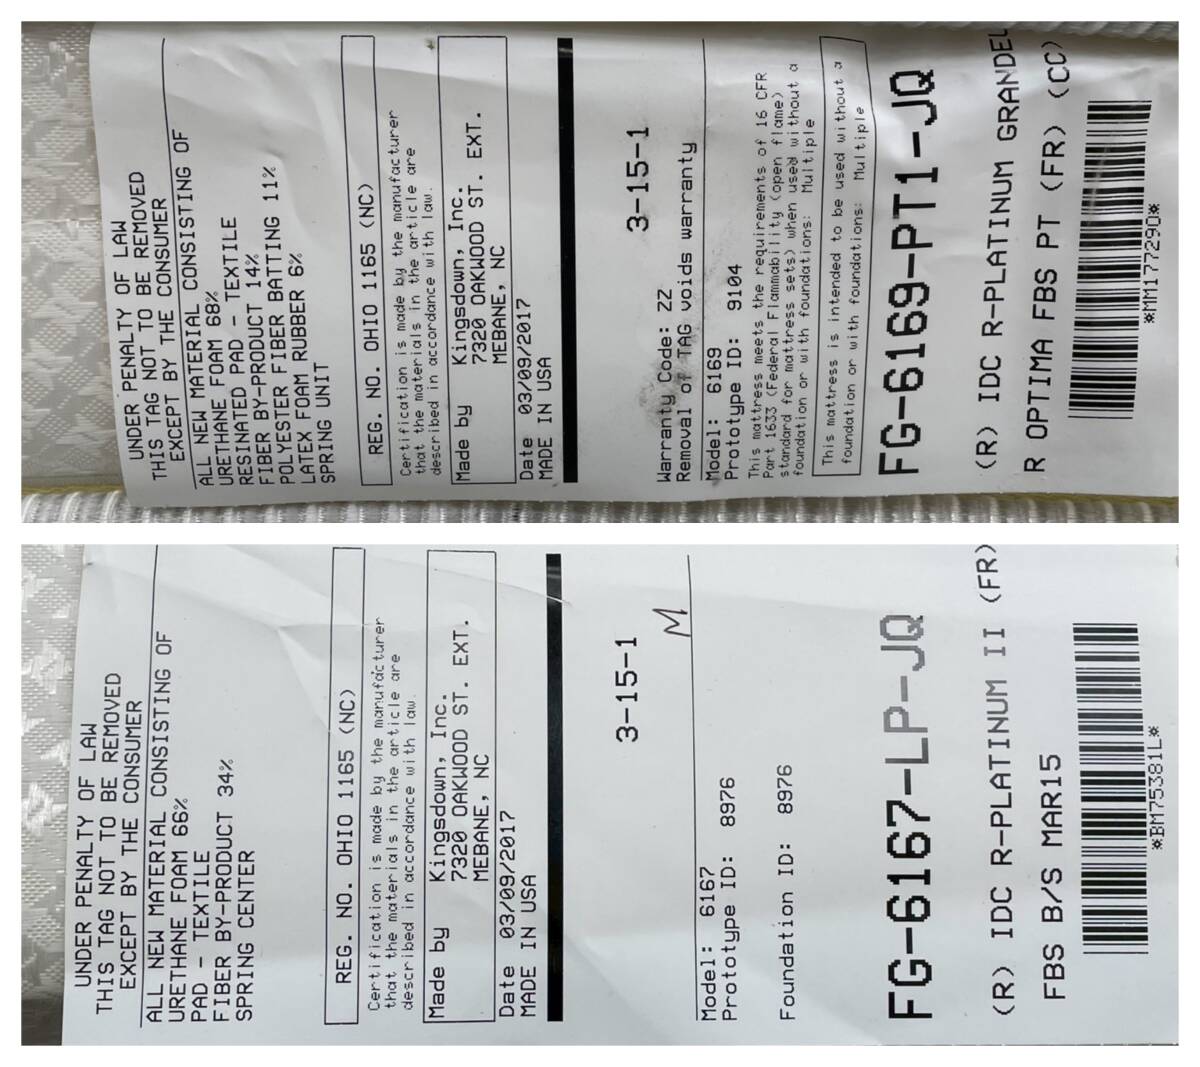 UNDER PENALTY OF LAW
THIS TAG NOT TO BE REMOVED
EXCEPT BY THE CONSUMER
ALL NEW MATERIAL CONSISTING OF
URETHANE FOAM 68%
RESINATED PAD - TEXTILE
FIBER BY-PRODUCT 14%
POLYESTER FIBER BATTING 11%
LATEX FOAM RUBBER 6%
SPRING UNIT
REG. NO. OHIO 1165 (NC)
Certification is made by the manufacturer
that the materials in the article are
described in accordance with law.
Made by Kingsdown, Inc.
7320 OAKWOOD ST. EXT.
MEBANE, NC
Date 03/09/2017
MADE IN USA
3-15-1
Warranty Code: ZZ
Removal of TAG voids warranty
Model: 6169
Prototype ID: 9104
This mattress meets the requirements of 16 CFR
Part 1633 (Federal Flammability (open flame)
standard for mattress sets) when used without a
foundation or with foundations: Multiple
This mattress is intended to be used without a
foundation or with foundations: Multiple
FG-6169-PT1-JQ
(R) IDC R-PLATINUM GRANDEL
R OPTIMA FBS PT (FR) (CC)
*MM177290*
UNDER PENALTY OF LAW
THIS TAG NOT TO BE REMOVED
EXCEPT BY THE CONSUMER
ALL NEW MATERIAL CONSISTING OF
URETHANE FOAM 66%
PAD - TEXTILE
FIBER BY-PRODUCT 34%
SPRING CENTER
REG. NO. OHIO 1165 (NC)
Certification is made by the manufacturer
that the materials in the article are
described in accordance with law.
Made by Kingsdown, Inc.
7320 OAKWOOD ST. EXT.
MEBANE, NC
Date 03/09/2017
MADE IN USA
3-15-1
M
Model: 6167
Prototype ID: 8976
Foundation ID: 8976
FG-6167-LP-JQ
(R) IDC R-PLATINUM II (FR)
FBS B/S MAR15
*BM75381L*